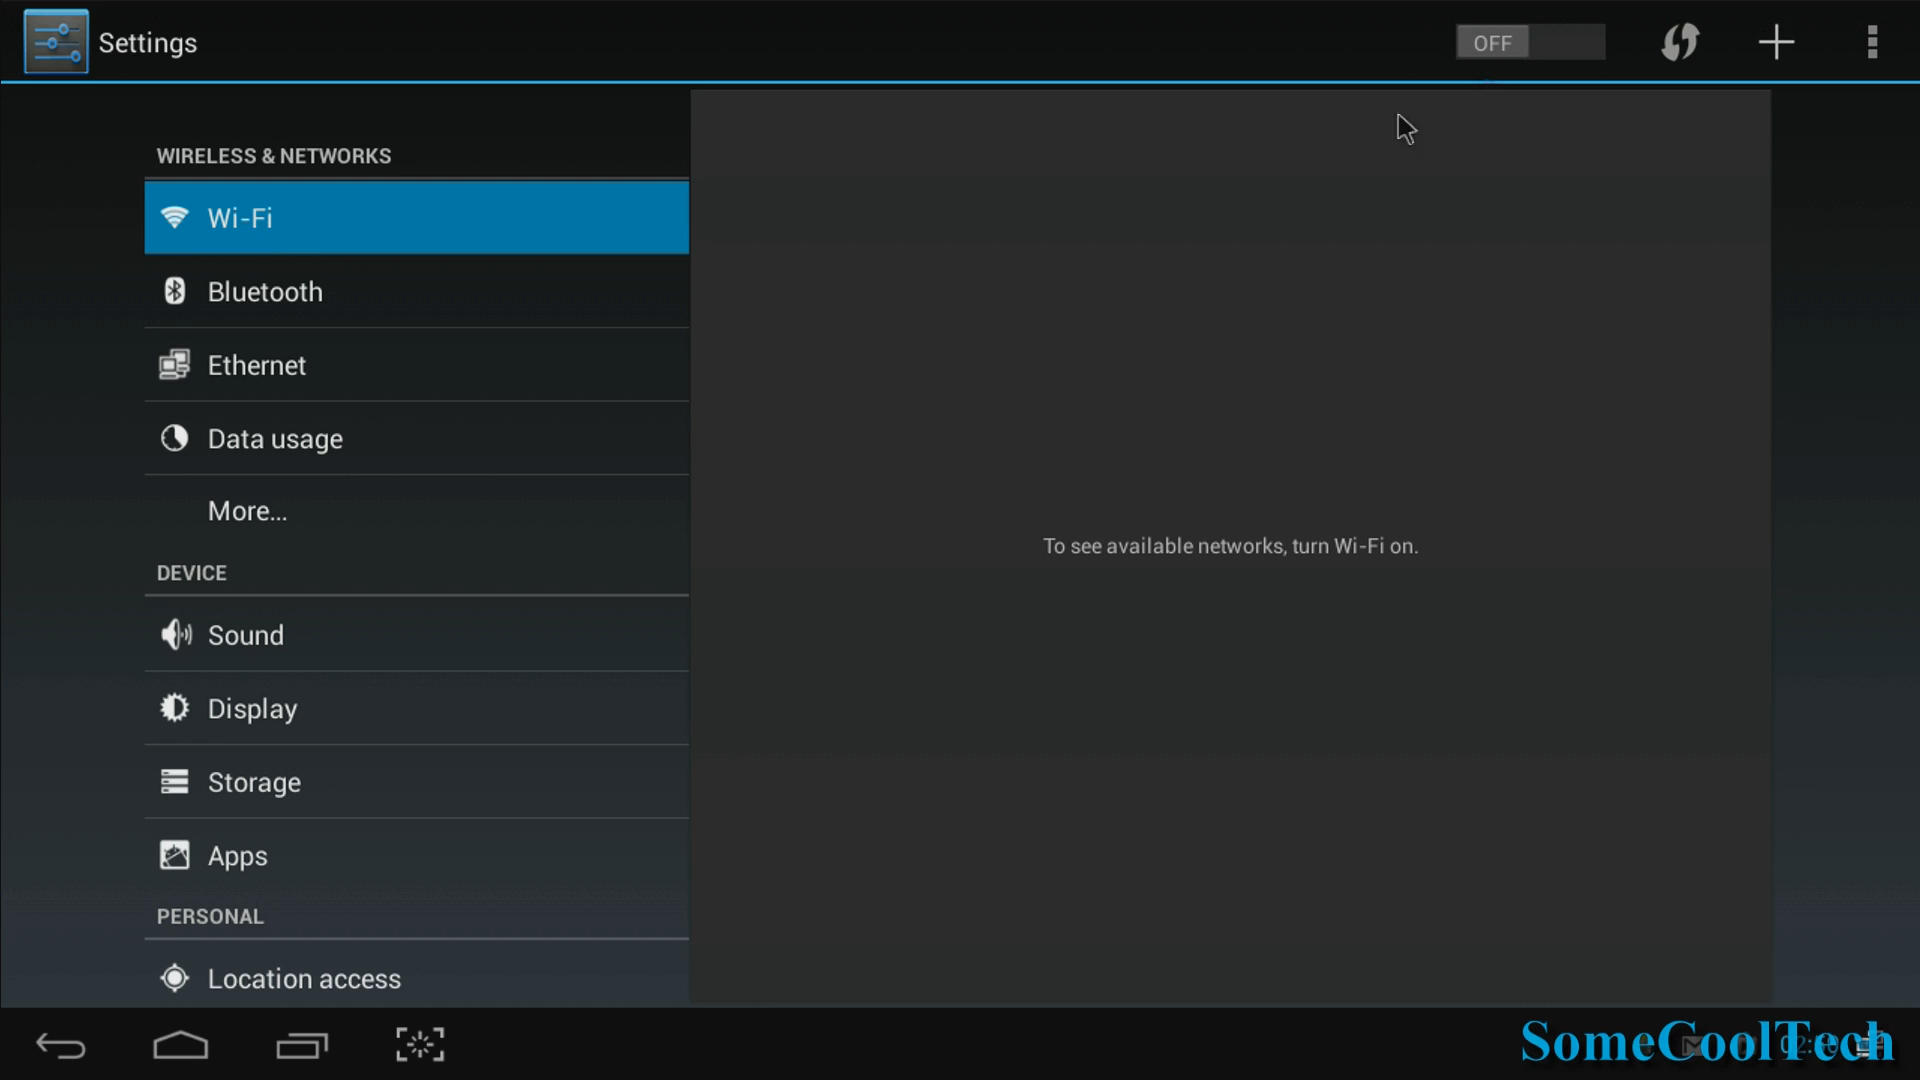 Settings
OFF
WIRELESS & NETWORKS
Wi-Fi
Bluetooth
Ethernet
Data usage
More...
To see available networks, turn Wi-Fi on.
DEVICE
Sound
Display
Storage
Apps
PERSONAL
Location access
SomeCoolTech